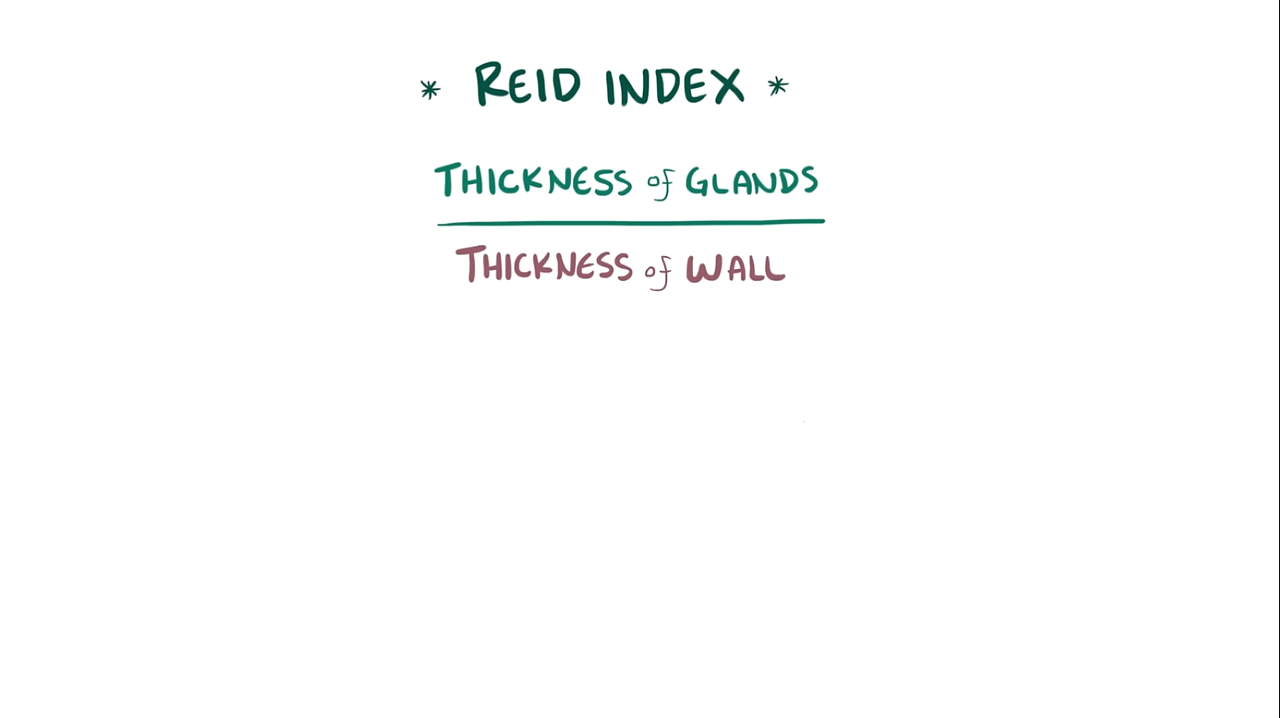 * REID INDEX *
THICKNESS of GLANDS
THICKNESS of WALL